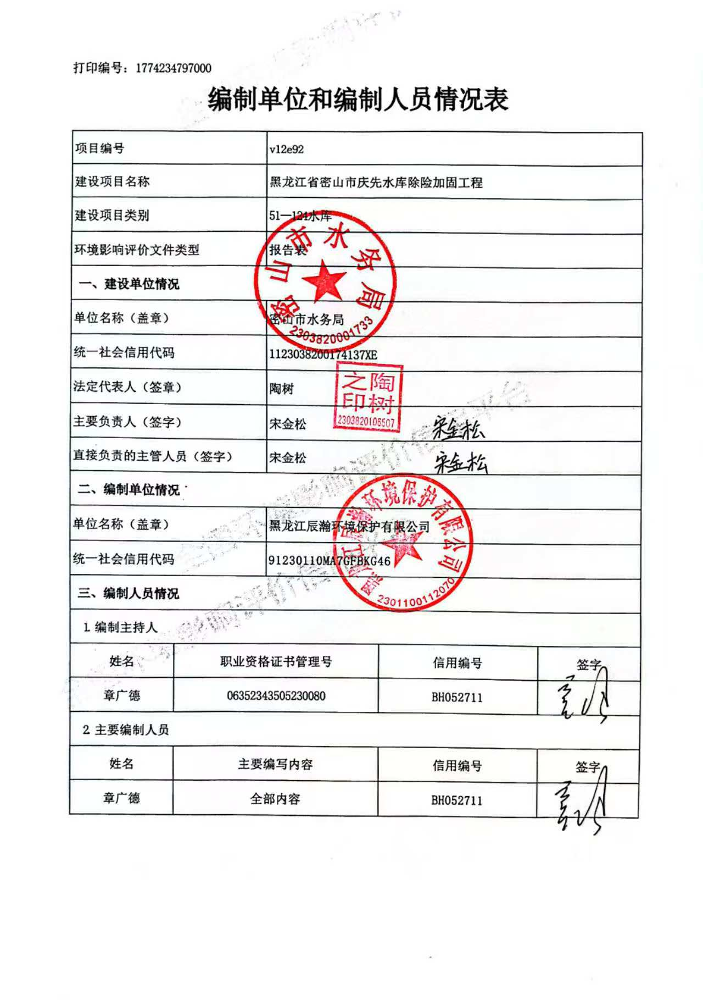 打印编号：1774234797000
编制单位和编制人员情况表
项目编号 v12e92
建设项目名称 黑龙江省密山市庆先水库除险加固工程
建设项目类别 51—124水库
环境影响评价文件类型 报告表
一、建设单位情况
单位名称（盖章） 密山市水务局
统一社会信用代码 1123038200174137XE
法定代表人（签章） 陶树
主要负责人（签字） 宋金松 宋金松
直接负责的主管人员（签字） 宋金松 宋金松
二、编制单位情况
单位名称（盖章） 黑龙江辰瀚环境保护有限公司
统一社会信用代码 91230110MA7GFBKG46
三、编制人员情况
1. 编制主持人
姓名 职业资格证书管理号 信用编号 签字
章广德 06352343505230080 BH052711
2. 主要编制人员
姓名 主要编写内容 信用编号 签字
章广德 全部内容 BH052711
密山市水务局
2303820001733
陶树之印
2303820106507
黑龙江辰瀚环境保护有限公司
2301100112070